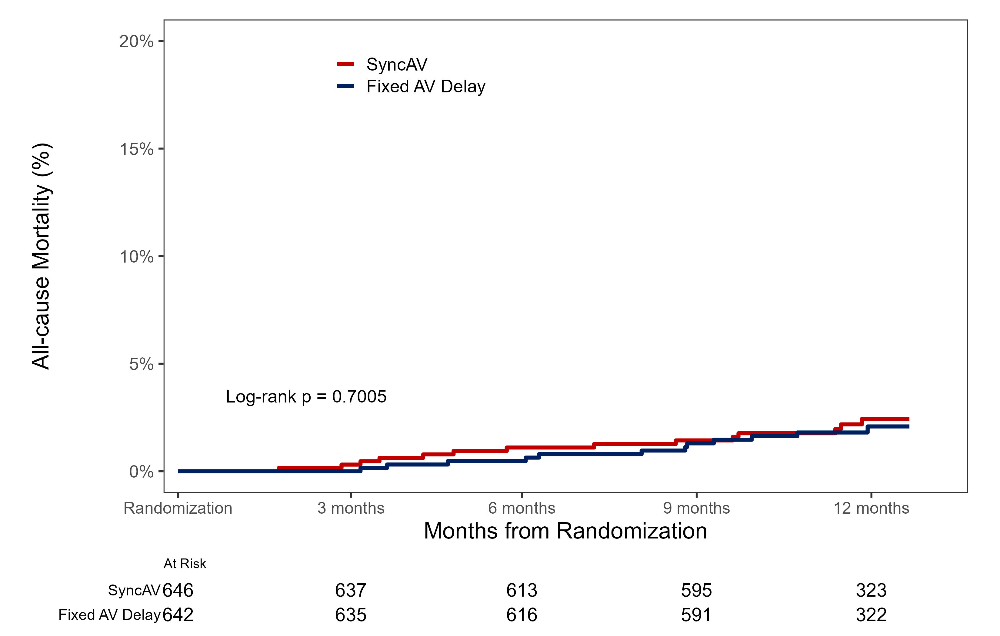 20%
15%
10%
5%
0%
All-cause Mortality (%)
SyncAV
Fixed AV Delay
Log-rank p = 0.7005
Randomization 3 months 6 months 9 months 12 months
Months from Randomization
At Risk
SyncAV 646 637 613 595 323
Fixed AV Delay 642 635 616 591 322